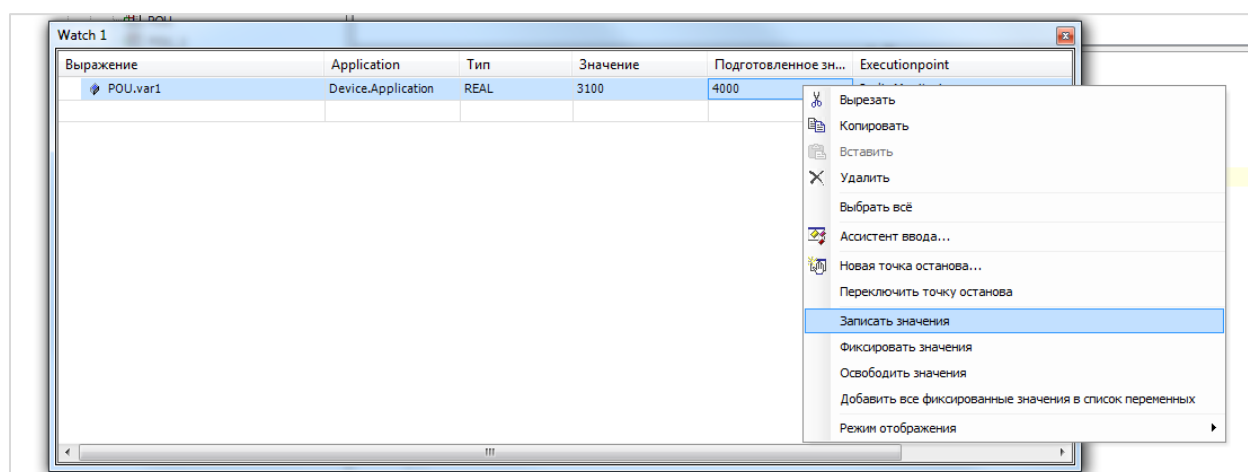 POU
Watch 1
Выражение Application Тип Значение Подготовленное зн... Executionpoint
POU.var1 Device.Application REAL 3100 4000
Вырезать
Копировать
Вставить
Удалить
Выбрать всё
Ассистент ввода...
Новая точка останова...
Переключить точку останова
Записать значения
Фиксировать значения
Освободить значения
Добавить все фиксированные значения в список переменных
Режим отображения